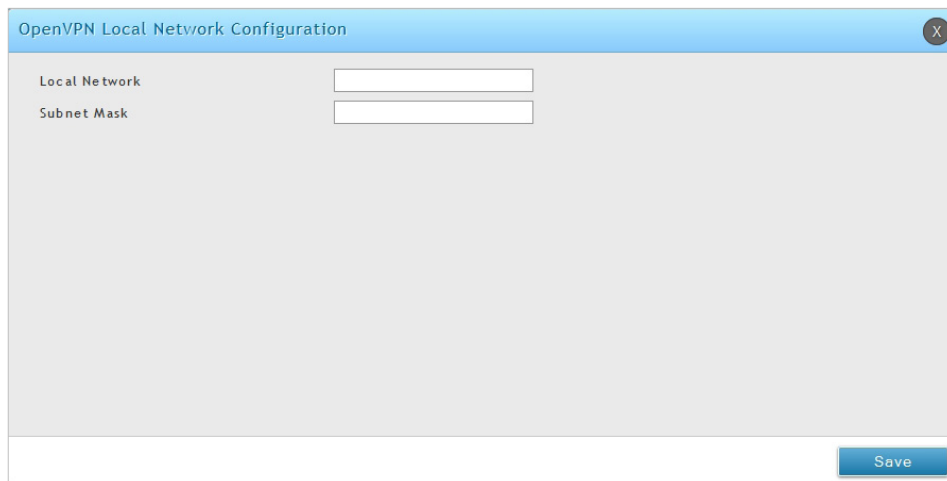 OpenVPN Local Network Configuration
X
Local Network
Subnet Mask
Save